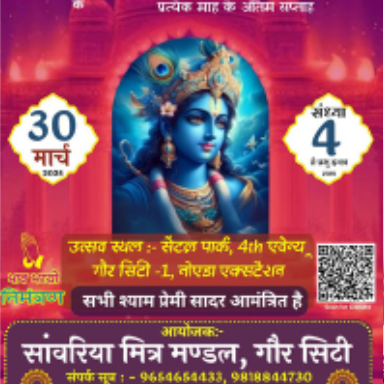 के
प्रत्येक माह के अंतिम सप्ताह
30
मार्च
संध्या
4
उत्सव स्थल :- सेंट्रल पार्क, 4th एवेन्यू,
गौर सिटी -1, नोएडा एक्सटेंशन
निमंत्रण
सभी श्याम प्रेमी सादर आमंत्रित है
आयोजक:-
सांवरिया मित्र मण्डल, गौर सिटी
संपर्क सूत्र : - 9654654433, 9818844730